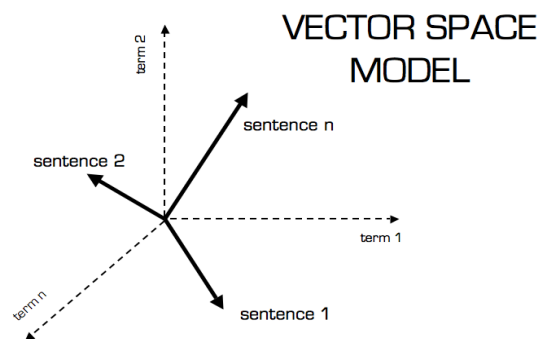 VECTOR SPACE
MODEL
term 2
sentence n
sentence 2
term 1
term n
sentence 1